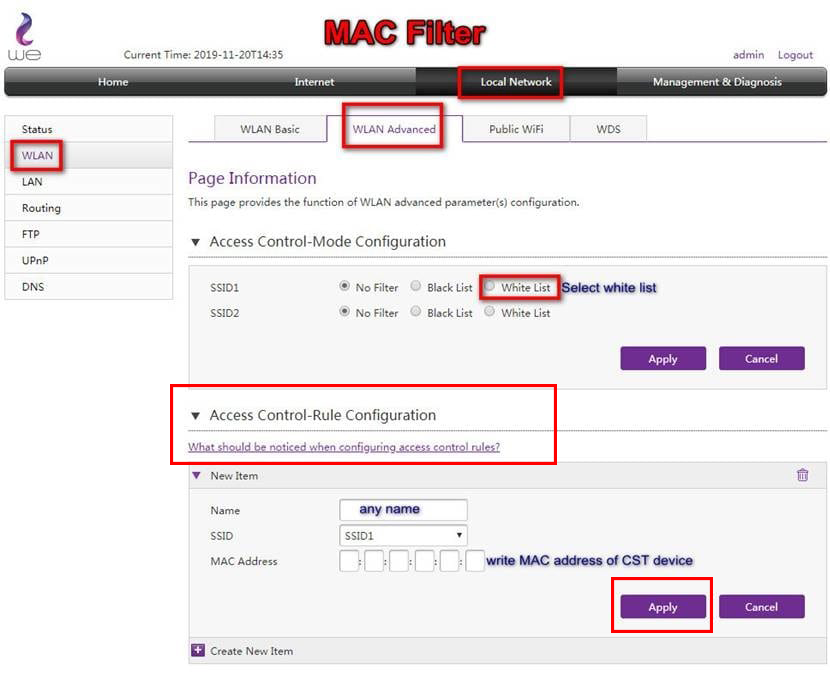 MAC Filter
we
Current Time: 2019-11-20T14:35
admin Logout
Home Internet Local Network Management & Diagnosis
Status
WLAN
LAN
Routing
FTP
UPnP
DNS
WLAN Basic WLAN Advanced Public WiFi WDS
Page Information
This page provides the function of WLAN advanced parameter(s) configuration.
Access Control-Mode Configuration
SSID1 No Filter Black List White List Select white list
SSID2 No Filter Black List White List
Apply Cancel
Access Control-Rule Configuration
What should be noticed when configuring access control rules?
New Item
Name any name
SSID SSID1
MAC Address : : : : : write MAC address of CST device
Apply Cancel
Create New Item